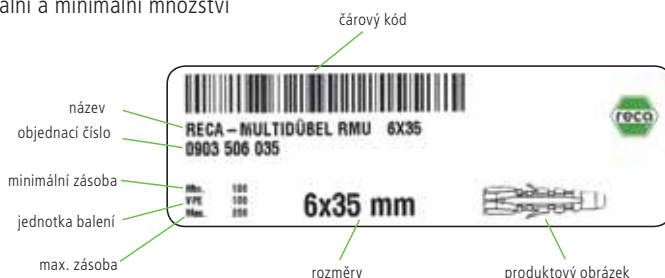 ální a minimální množství
čárový kód
název
objednací číslo
minimální zásoba
jednotka balení
max. zásoba
RECA – MULTIDÜBEL RMU 6X35
0903 506 035
Min. 100
VPE 100
Max. 200
6x35 mm
reca
rozměry
produktový obrázek